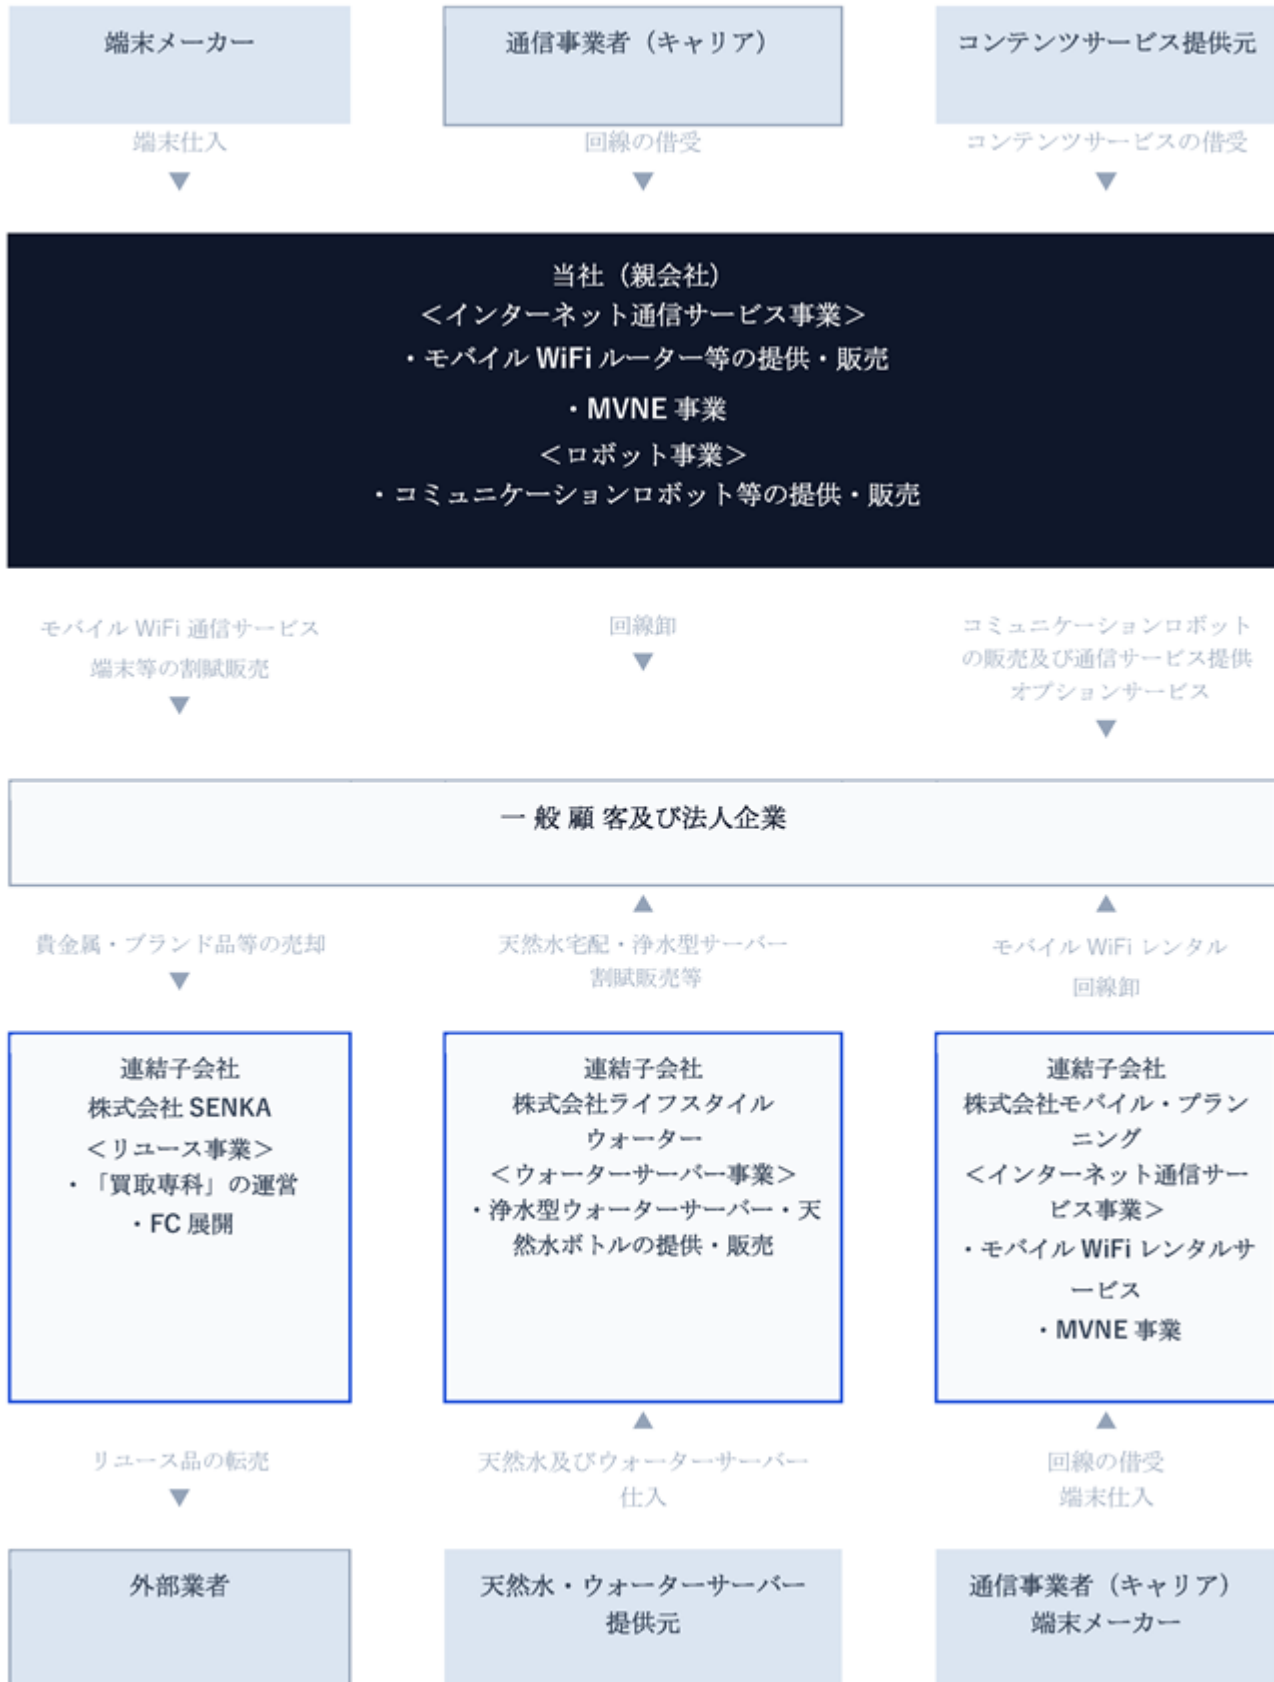 端末メーカー
通信事業者（キャリア）
コンテンツサービス提供元
端末仕入
回線の借受
コンテンツサービスの借受
▼
▼
▼
当社（親会社）
＜インターネット通信サービス事業＞
・モバイル WiFi ルーター等の提供・販売
・MVNE 事業
＜ロボット事業＞
・コミュニケーションロボット等の提供・販売
モバイル WiFi 通信サービス
端末等の割賦販売
▼
回線卸
▼
コミュニケーションロボット
の販売及び通信サービス提供
オプションサービス
▼
一 般 顧 客及び法人企業
貴金属・ブランド品等の売却
▼
▲
天然水宅配・浄水型サーバー
割賦販売等
▲
モバイル WiFi レンタル
回線卸
連結子会社
株式会社 SENKA
＜リユース事業＞
・「買取専科」の運営
・FC 展開
連結子会社
株式会社ライフスタイル
ウォーター
＜ウォーターサーバー事業＞
・浄水型ウォーターサーバー・天
然水ボトルの提供・販売
連結子会社
株式会社モバイル・プラン
ニング
＜インターネット通信サー
ビス事業＞
・モバイル WiFi レンタルサ
ービス
・MVNE 事業
リユース品の転売
▼
▲
天然水及びウォーターサーバー
仕入
▲
回線の借受
端末仕入
外部業者
天然水・ウォーターサーバー
提供元
通信事業者（キャリア）
端末メーカー